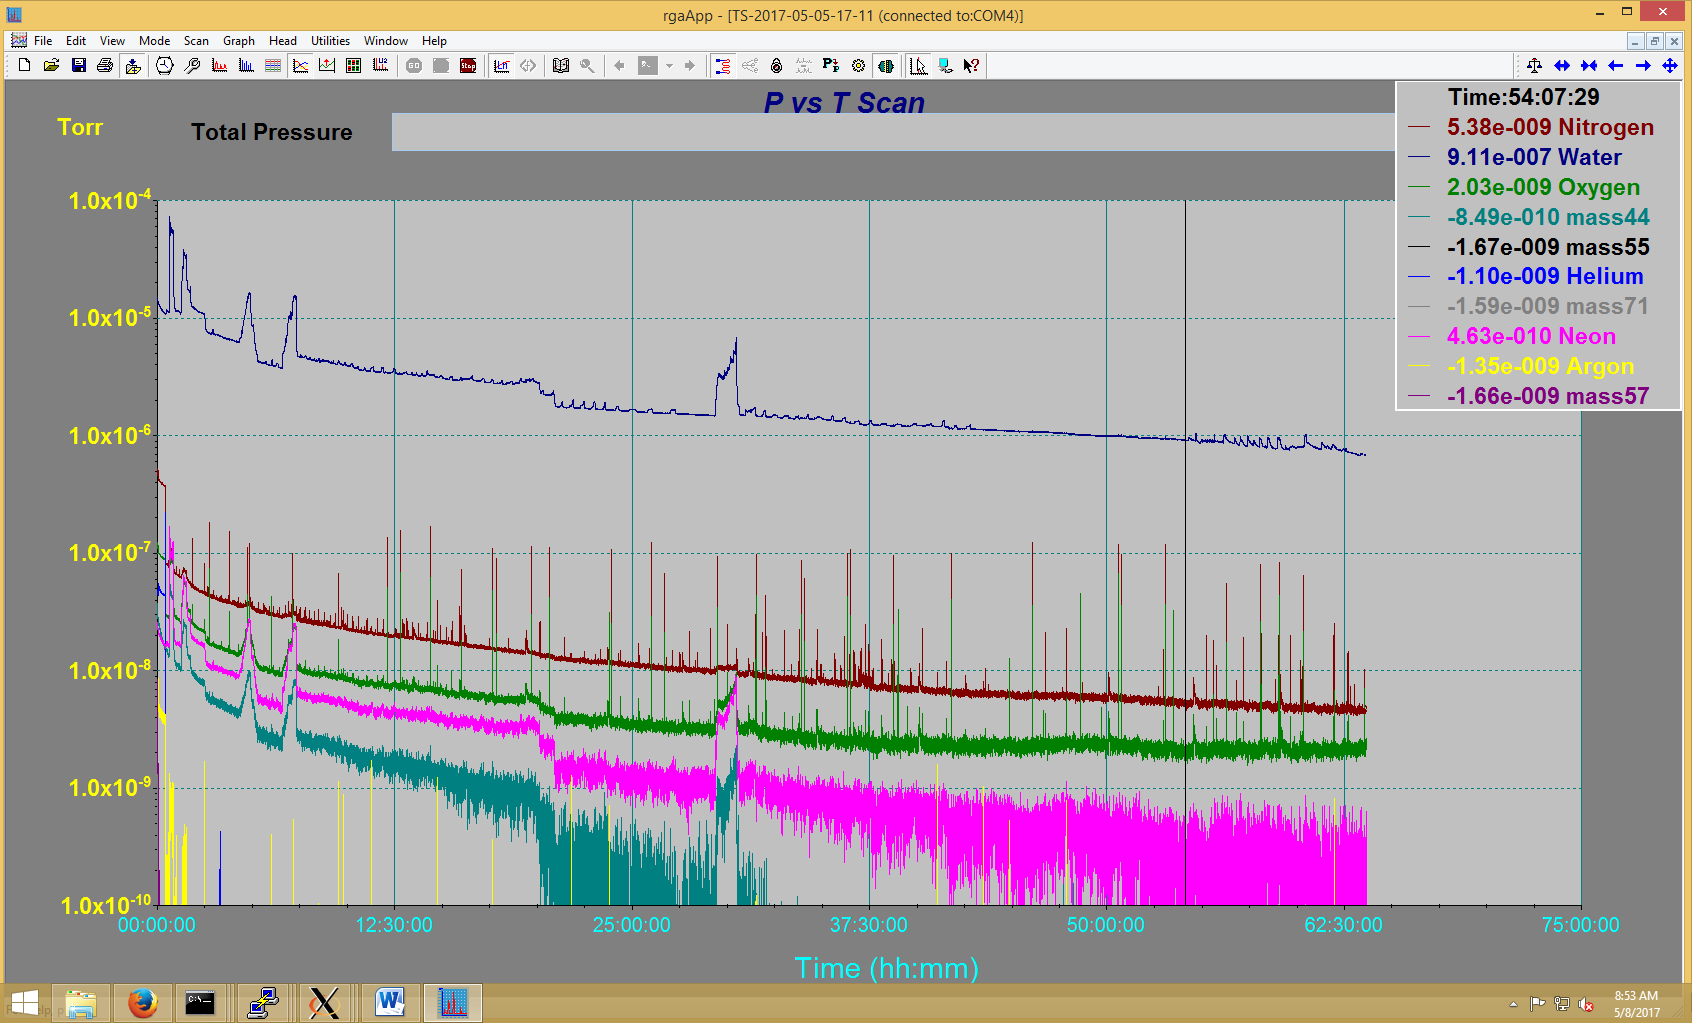 rgaApp - [TS-2017-05-05-17-11 (connected to:COM4)]
File Edit View Mode Scan Graph Head Utilities Window Help
P vs T Scan
Torr
Total Pressure
Time:54:07:29
5.38e-009 Nitrogen
9.11e-007 Water
2.03e-009 Oxygen
-8.49e-010 mass44
-1.67e-009 mass55
-1.10e-009 Helium
-1.59e-009 mass71
4.63e-010 Neon
-1.35e-009 Argon
-1.66e-009 mass57
1.0x10-4
1.0x10-5
1.0x10-6
1.0x10-7
1.0x10-8
1.0x10-9
1.0x10-10
00:00:00 12:30:00 25:00:00 37:30:00 50:00:00 62:30:00 75:00:00
Time (hh:mm)
8:53 AM
5/8/2017